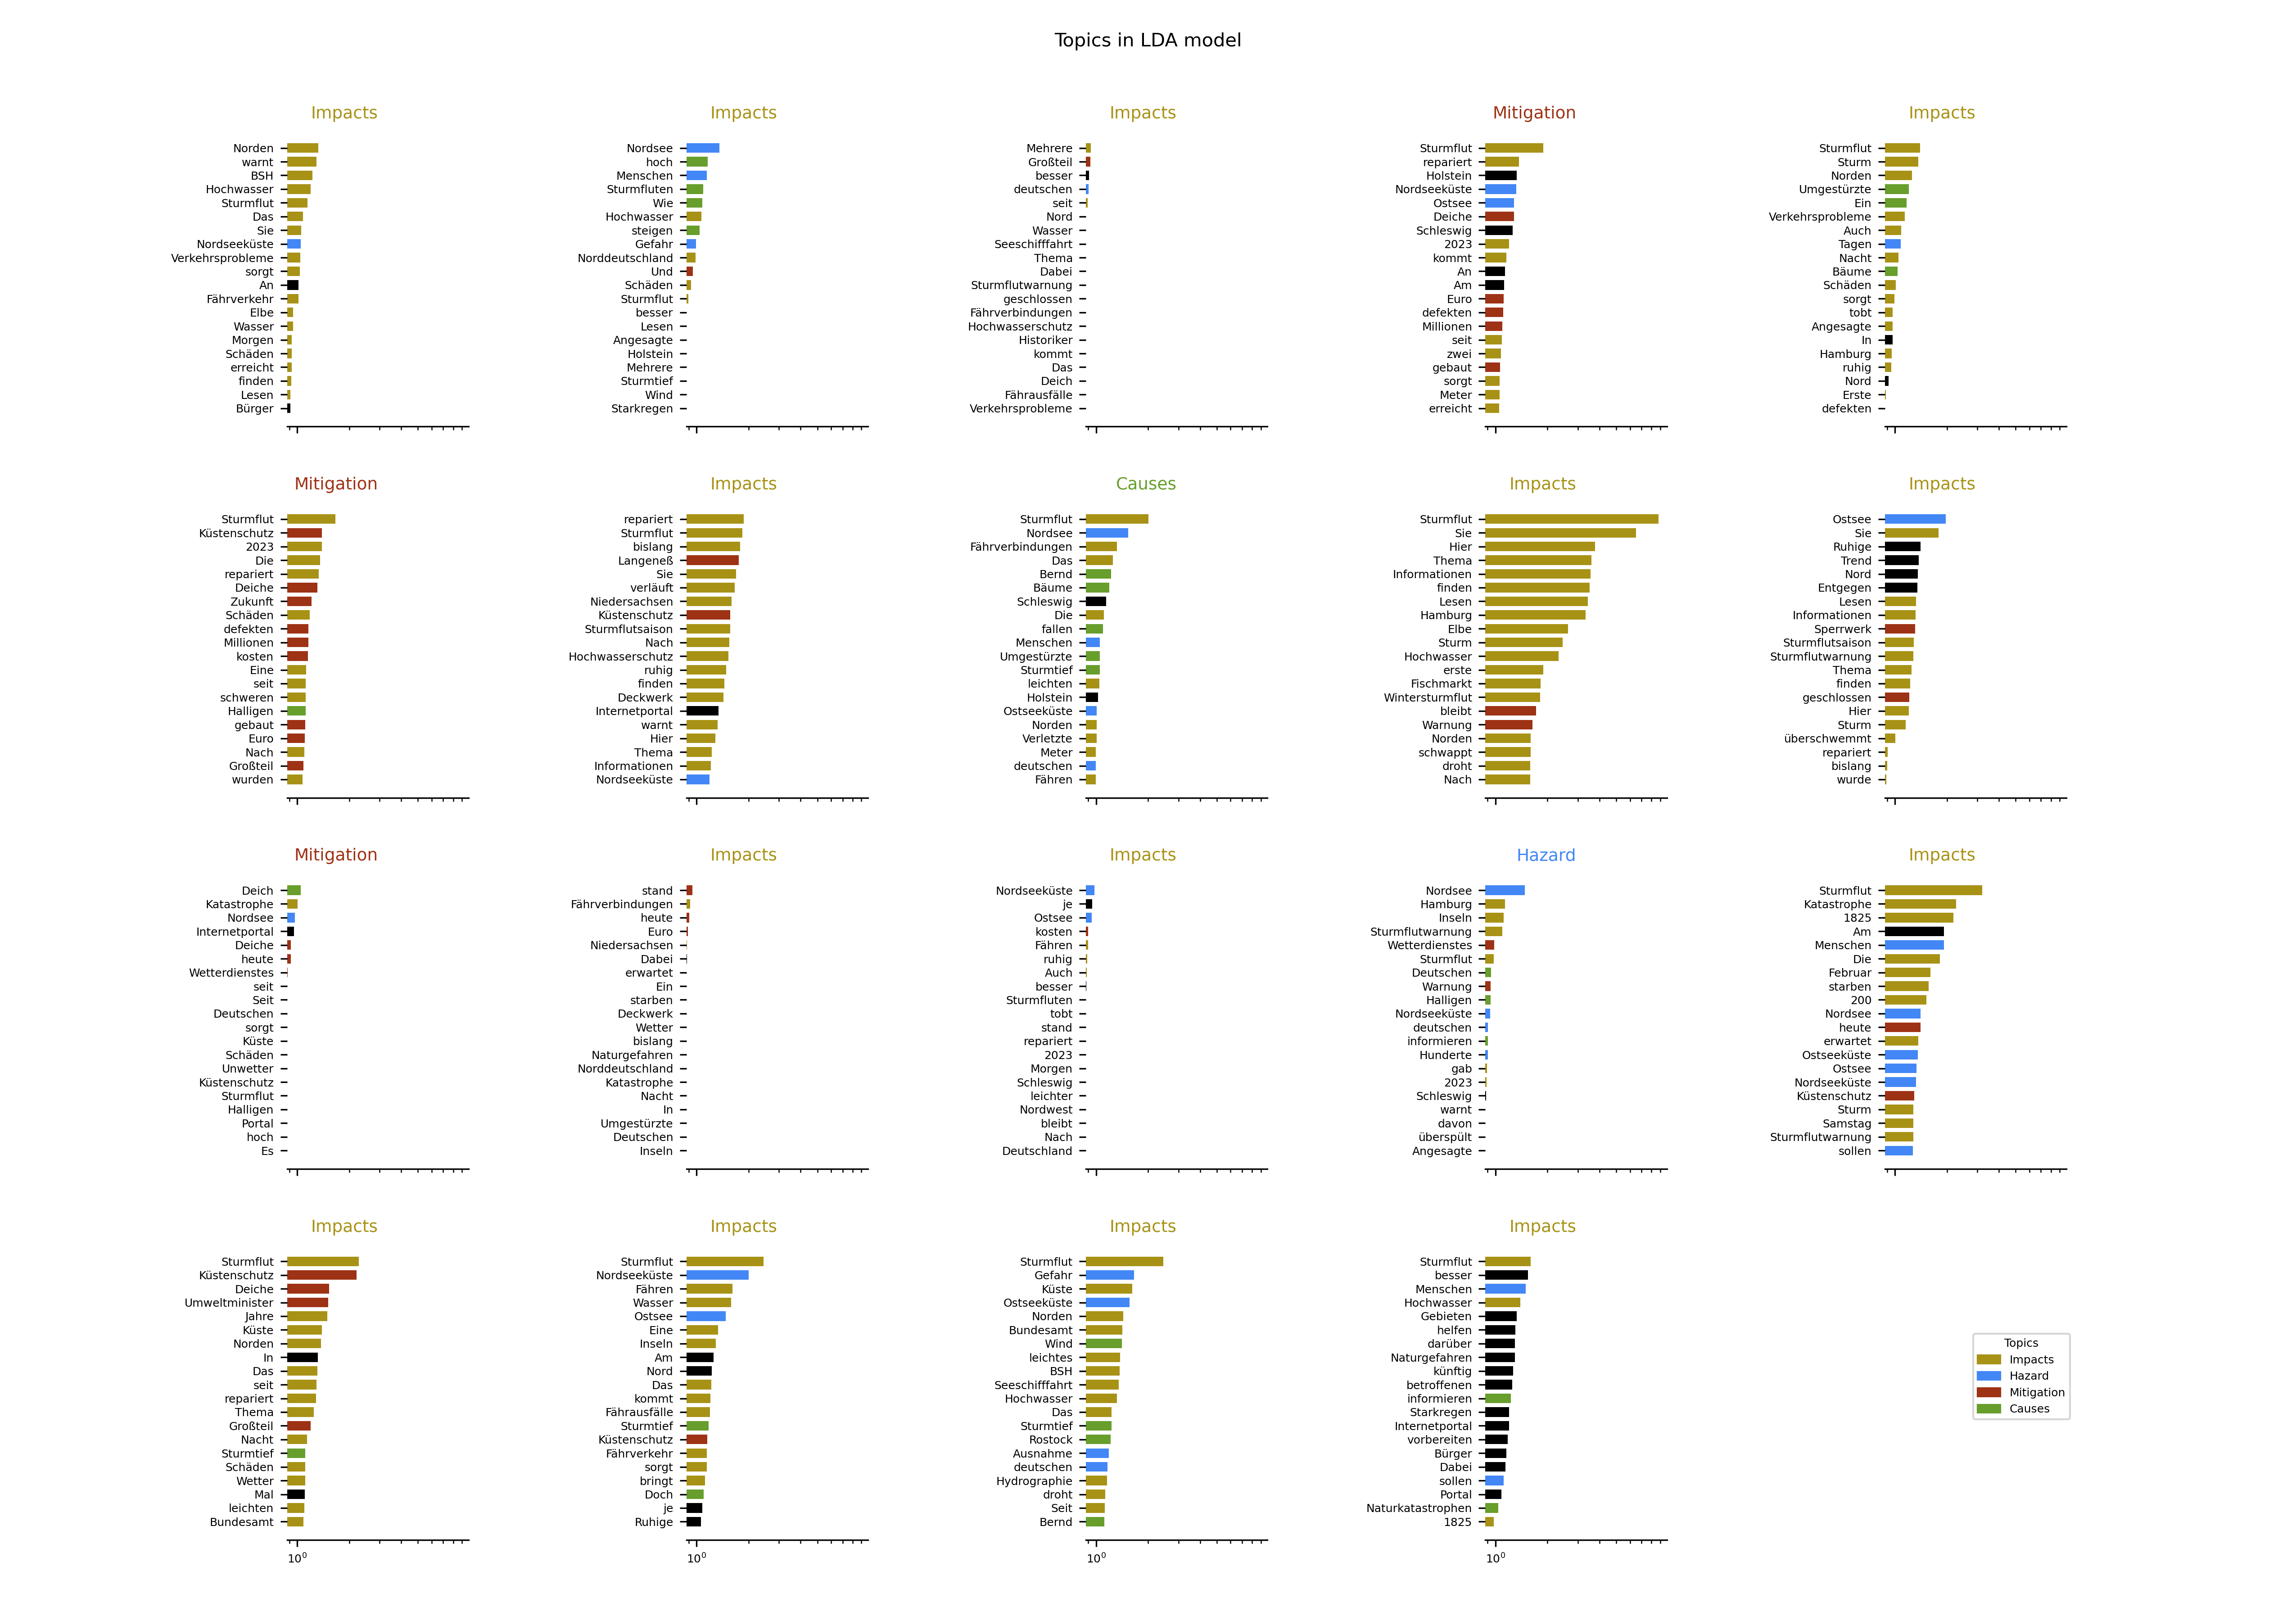 Topics in LDA model
Impacts
Norden
warnt
BSH
Hochwasser
Sturmflut
Das
Sie
Nordseeküste
Verkehrsprobleme
sorgt
An
Fährverkehr
Elbe
Wasser
Morgen
Schäden
erreicht
finden
Lesen
Bürger
Impacts
Nordsee
hoch
Menschen
Sturmfluten
Wie
Hochwasser
steigen
Gefahr
Norddeutschland
Und
Schäden
Sturmflut
besser
Lesen
Angesagte
Holstein
Mehrere
Sturmtief
Wind
Starkregen
Impacts
Mehrere
Großteil
besser
deutschen
seit
Nord
Wasser
Seeschifffahrt
Thema
Dabei
Sturmflutwarnung
geschlossen
Fährverbindungen
Hochwasserschutz
Historiker
kommt
Das
Deich
Fährausfälle
Verkehrsprobleme
Mitigation
Sturmflut
repariert
Holstein
Nordseeküste
Ostsee
Deiche
Schleswig
2023
kommt
An
Am
Euro
defekten
Millionen
seit
zwei
gebaut
sorgt
Meter
erreicht
Impacts
Sturmflut
Sturm
Norden
Umgestürzte
Ein
Verkehrsprobleme
Auch
Tagen
Nacht
Bäume
Schäden
sorgt
tobt
Angesagte
In
Hamburg
ruhig
Nord
Erste
defekten
Mitigation
Sturmflut
Küstenschutz
2023
Die
repariert
Deiche
Zukunft
Schäden
defekten
Millionen
kosten
Eine
seit
schweren
Halligen
gebaut
Euro
Nach
Großteil
wurden
Impacts
repariert
Sturmflut
bislang
Langeneß
Sie
verläuft
Niedersachsen
Küstenschutz
Sturmflutsaison
Nach
Hochwasserschutz
ruhig
finden
Deckwerk
Internetportal
warnt
Hier
Thema
Informationen
Nordseeküste
Causes
Sturmflut
Nordsee
Fährverbindungen
Das
Bernd
Bäume
Schleswig
Die
fallen
Menschen
Umgestürzte
Sturmtief
leichten
Holstein
Ostseeküste
Norden
Verletzte
Meter
deutschen
Fähren
Impacts
Sturmflut
Sie
Hier
Thema
Informationen
finden
Lesen
Hamburg
Elbe
Sturm
Hochwasser
erste
Fischmarkt
Wintersturmflut
bleibt
Warnung
Norden
schwappt
droht
Nach
Impacts
Ostsee
Sie
Ruhige
Trend
Nord
Entgegen
Lesen
Informationen
Sperrwerk
Sturmflutsaison
Sturmflutwarnung
Thema
finden
geschlossen
Hier
Sturm
überschwemmt
repariert
bislang
wurde
Mitigation
Deich
Katastrophe
Nordsee
Internetportal
Deiche
heute
Wetterdienstes
seit
Seit
Deutschen
sorgt
Küste
Schäden
Unwetter
Küstenschutz
Sturmflut
Halligen
Portal
hoch
Es
Impacts
stand
Fährverbindungen
heute
Euro
Niedersachsen
Dabei
erwartet
Ein
starben
Deckwerk
Wetter
bislang
Naturgefahren
Norddeutschland
Katastrophe
Nacht
In
Umgestürzte
Deutschen
Inseln
Impacts
Nordseeküste
je
Ostsee
kosten
Fähren
ruhig
Auch
besser
Sturmfluten
tobt
stand
repariert
2023
Morgen
Schleswig
leichter
Nordwest
bleibt
Nach
Deutschland
Hazard
Nordsee
Hamburg
Inseln
Sturmflutwarnung
Wetterdienstes
Sturmflut
Deutschen
Warnung
Halligen
Nordseeküste
deutschen
informieren
Hunderte
gab
2023
Schleswig
warnt
davon
überspült
Angesagte
Impacts
Sturmflut
Katastrophe
1825
Am
Menschen
Die
Februar
starben
200
Nordsee
heute
erwartet
Ostseeküste
Ostsee
Nordseeküste
Küstenschutz
Sturm
Samstag
Sturmflutwarnung
sollen
Impacts
Sturmflut
Küstenschutz
Deiche
Umweltminister
Jahre
Küste
Norden
In
Das
seit
repariert
Thema
Großteil
Nacht
Sturmtief
Schäden
Wetter
Mal
leichten
Bundesamt
10⁰
Impacts
Sturmflut
Nordseeküste
Fähren
Wasser
Ostsee
Eine
Inseln
Am
Nord
Das
kommt
Fährausfälle
Sturmtief
Küstenschutz
Fährverkehr
sorgt
bringt
Doch
je
Ruhige
10⁰
Impacts
Sturmflut
Gefahr
Küste
Ostseeküste
Norden
Bundesamt
Wind
leichtes
BSH
Seeschifffahrt
Hochwasser
Das
Sturmtief
Rostock
Ausnahme
deutschen
Hydrographie
droht
Seit
Bernd
10⁰
Impacts
Sturmflut
besser
Menschen
Hochwasser
Gebieten
helfen
darüber
Naturgefahren
künftig
betroffenen
informieren
Starkregen
Internetportal
vorbereiten
Bürger
Dabei
sollen
Portal
Naturkatastrophen
1825
10⁰
Topics
Impacts
Hazard
Mitigation
Causes